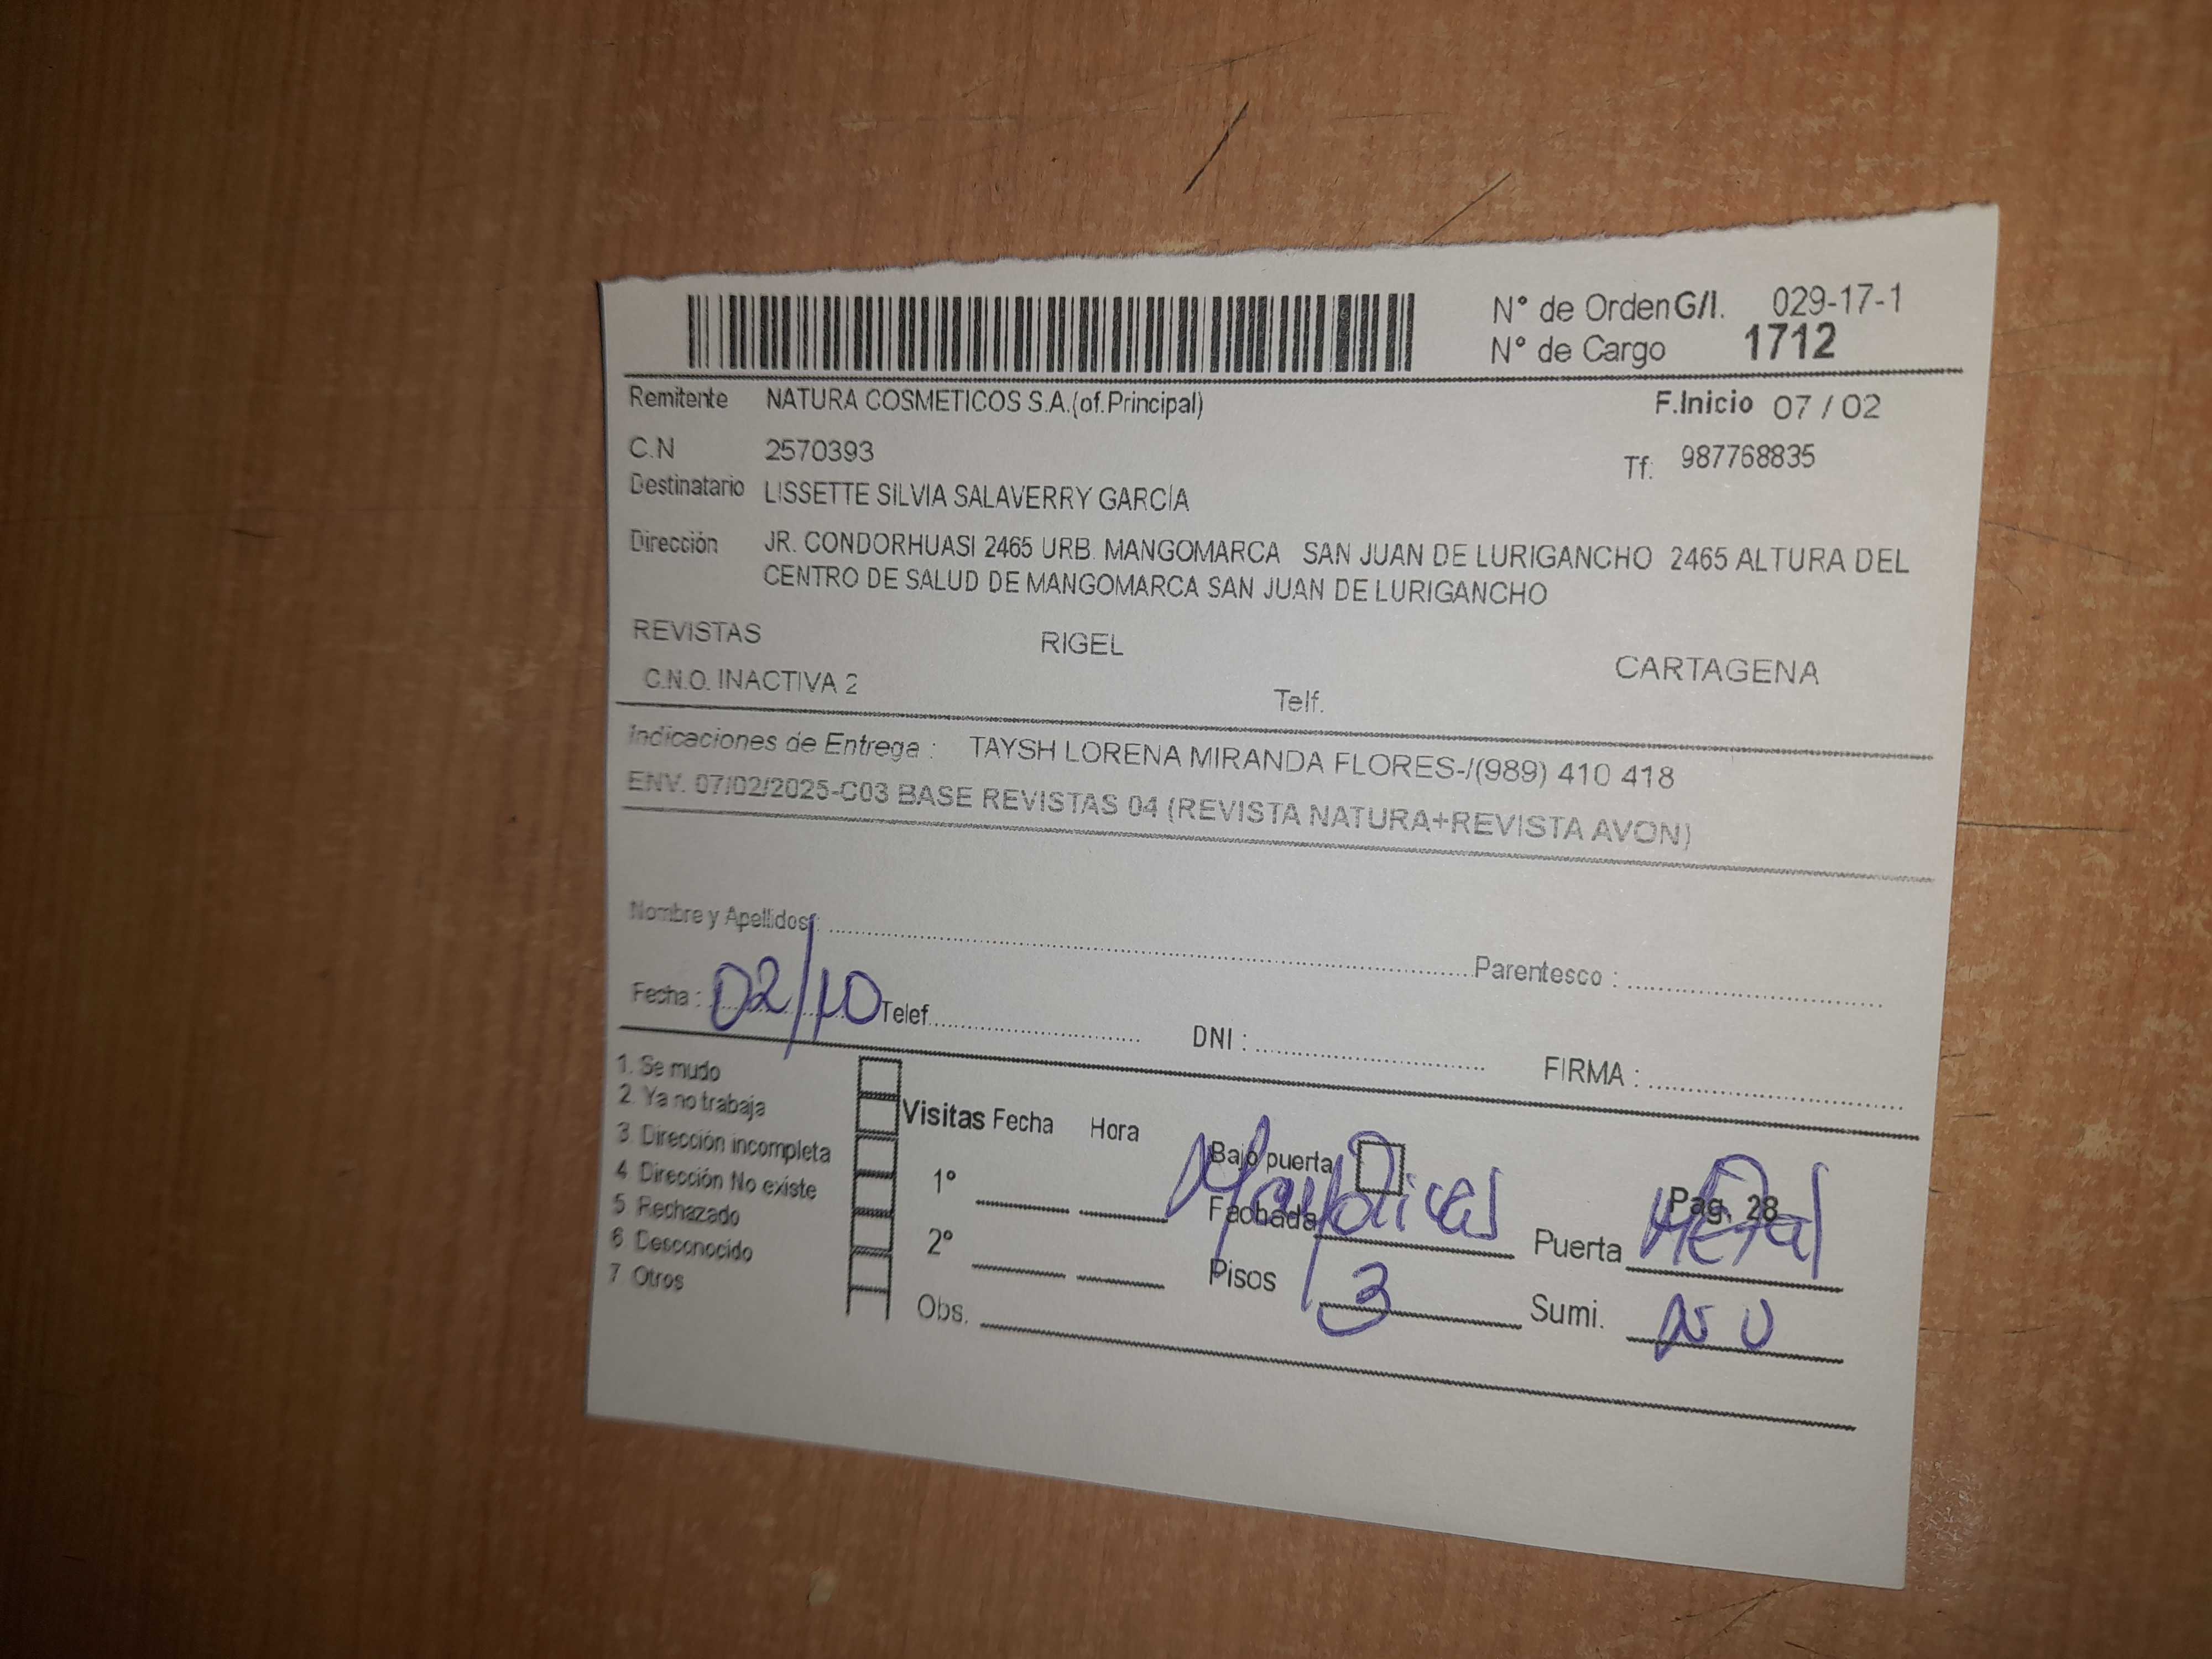 N° de Orden G/I. 029-17-1
N° de Cargo 1712
Remitente NATURA COSMETICOS S.A.(of.Principal) F.Inicio 07 / 02
C.N 2570393 Tf: 987768835
Destinatario LISSETTE SILVIA SALAVERRY GARCÍA
Dirección JR. CONDORHUASI 2465 URB. MANGOMARCA SAN JUAN DE LURIGANCHO 2465 ALTURA DEL
CENTRO DE SALUD DE MANGOMARCA SAN JUAN DE LURIGANCHO
REVISTAS RIGEL CARTAGENA
C.N.O. INACTIVA 2 Telf.
Indicaciones de Entrega : TAYSH LORENA MIRANDA FLORES-/(989) 410 418
ENV. 07/02/2025-C03 BASE REVISTAS 04 (REVISTA NATURA+REVISTA AVON)
Nombre y Apellidos: Parentesco :
Fecha : 02/10 Telef. DNI : FIRMA :
1. Se mudo
2. Ya no trabaja
3 Dirección incompleta
4 Dirección No existe
5 Rechazado
6 Desconocido
7 Otros
Visitas Fecha Hora
1°
2°
Obs.
Bajo puerta Pag. 28
Fachada Puerta Metal
Pisos 3 Sumi.